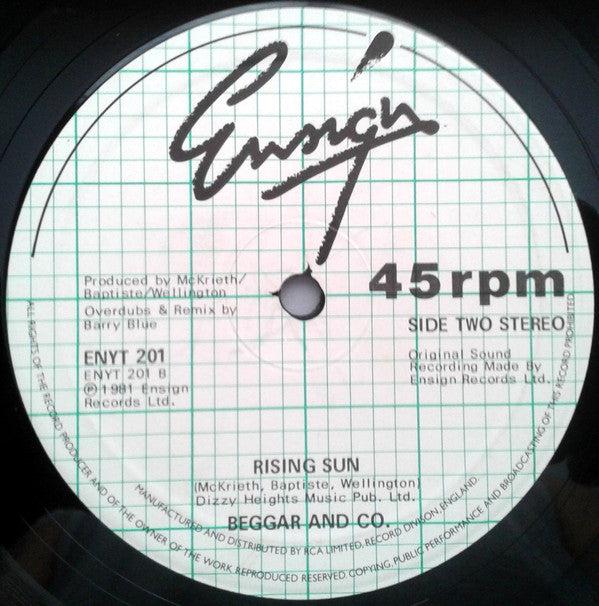 Ensign
45rpm
SIDE TWO STEREO
Produced by McKrieth/
Baptiste/Wellington
Overdubs & Remix by
Barry Blue
ENYT 201
ENYT 201 B
℗ 1981 Ensign
Records Ltd.
Original Sound
Recording Made By
Ensign Records Ltd.
RISING SUN
(McKrieth, Baptiste, Wellington)
Dizzy Heights Music Pub. Ltd.
BEGGAR AND CO.
MANUFACTURED AND DISTRIBUTED BY RCA LIMITED, RECORD DIVISON, ENGLAND.
ALL RIGHTS OF THE RECORD PRODUCER AND OF THE OWNER OF THE WORK REPRODUCED RESERVED. COPYING, PUBLIC PERFORMANCE AND BROADCASTING OF THIS RECORD PROHIBITED